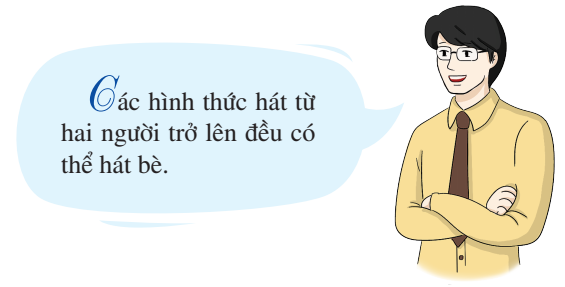 Các hình thức hát từ
hai người trở lên đều có
thể hát bè.